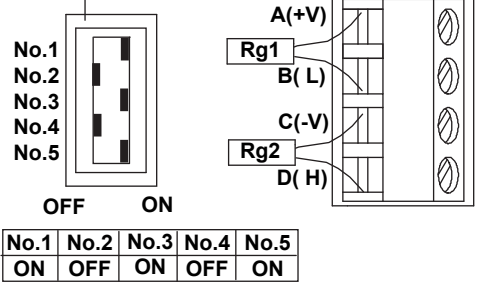 No.1
No.2
No.3
No.4
No.5
OFF ON
A(+V)
Rg1
B( L)
C(-V)
Rg2
D( H)
No.1 No.2 No.3 No.4 No.5
ON OFF ON OFF ON